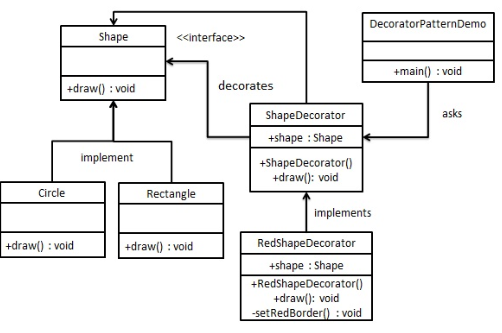 Shape
<<interface>>
+draw() : void
decorates
DecoratorPatternDemo
+main() : void
asks
ShapeDecorator
+shape : Shape
+ShapeDecorator()
+draw(): void
implement
Circle
+draw() : void
Rectangle
+draw() : void
implements
RedShapeDecorator
+shape : Shape
+RedShapeDecorator()
+draw(): void
-setRedBorder() : void